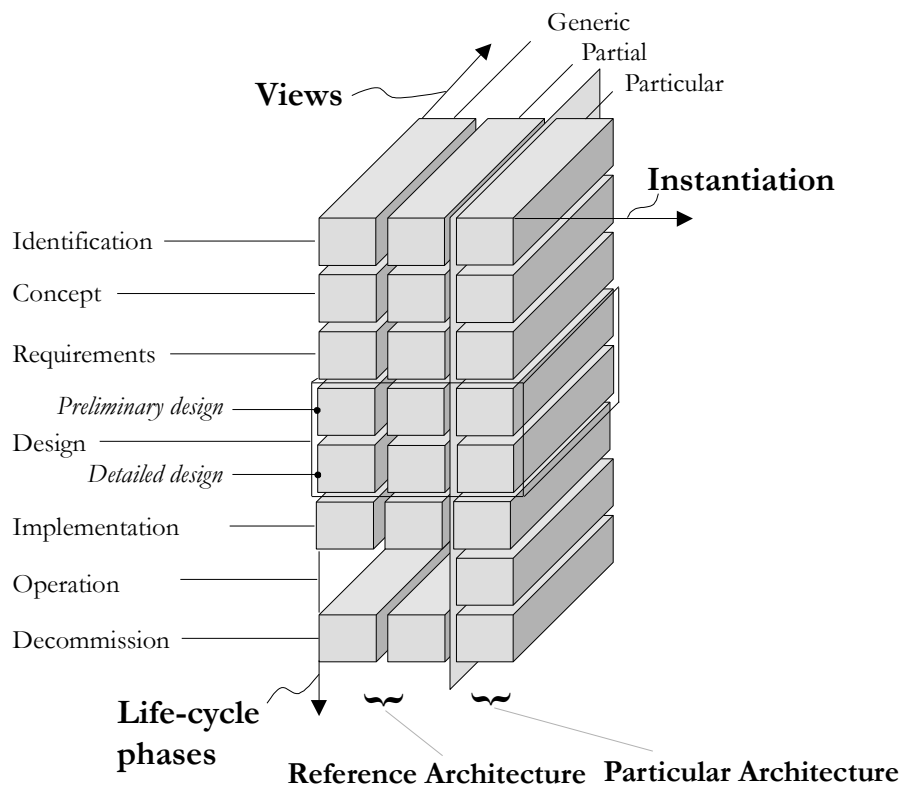 Generic
Partial
Particular
Views
Instantiation
Identification
Concept
Requirements
Preliminary design
Design
Detailed design
Implementation
Operation
Decommission
Life-cycle
phases
Reference Architecture
Particular Architecture